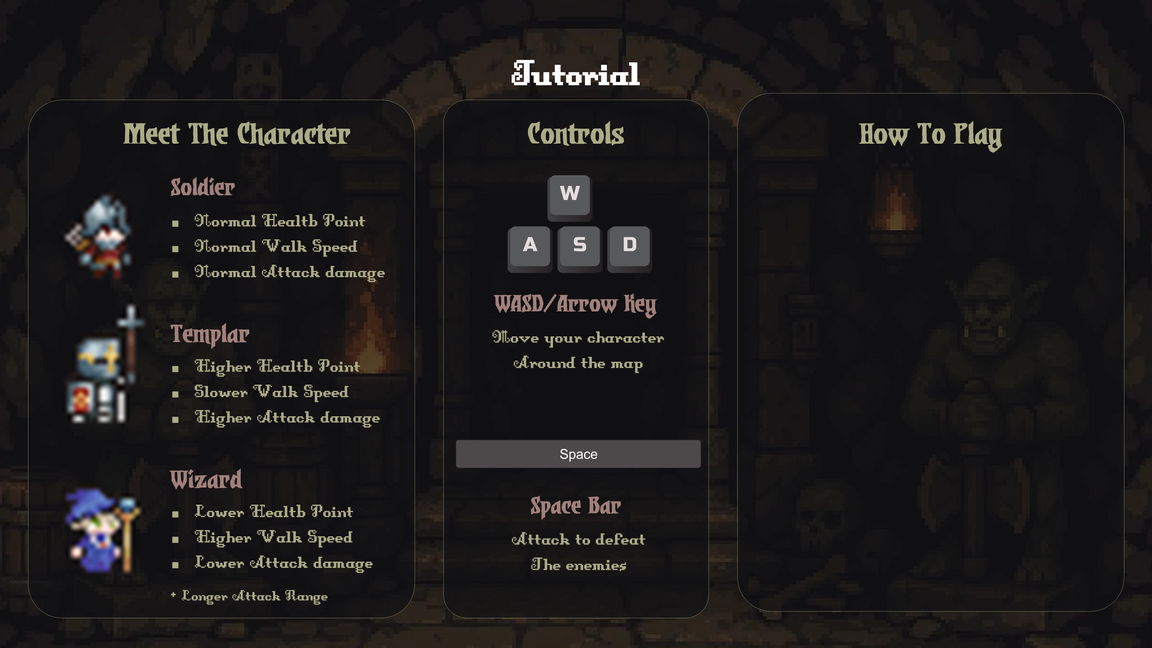 Tutorial
Meet The Character
Soldier
Normal Health Point
Normal Walk Speed
Normal Attack damage
Templar
Higher Health Point
Slower Walk Speed
Higher Attack damage
Wizard
Lower Health Point
Higher Walk Speed
Lower Attack damage
+ Longer Attack Range
Controls
W
A S D
WASD/Arrow Key
Move your character
Around the map
Space
Space Bar
Attack to defeat
The enemies
How To Play